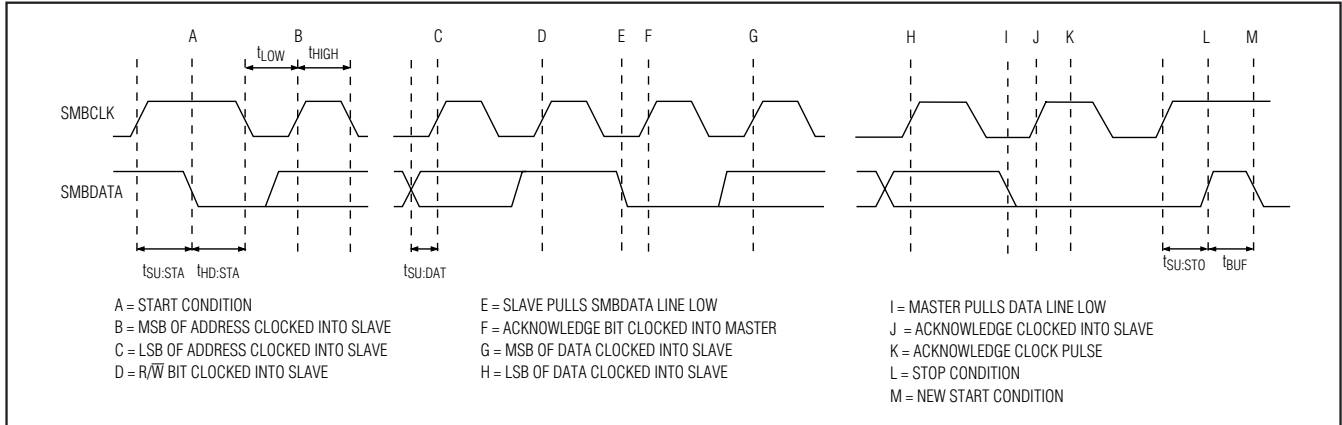 A B C D E F G H I J K L M
tLOW tHIGH
SMBCLK
SMBDATA
tSU:STA tHD:STA tSU:DAT tSU:STO tBUF
A = START CONDITION
B = MSB OF ADDRESS CLOCKED INTO SLAVE
C = LSB OF ADDRESS CLOCKED INTO SLAVE
D = R/W̅ BIT CLOCKED INTO SLAVE
E = SLAVE PULLS SMBDATA LINE LOW
F = ACKNOWLEDGE BIT CLOCKED INTO MASTER
G = MSB OF DATA CLOCKED INTO SLAVE
H = LSB OF DATA CLOCKED INTO SLAVE
I = MASTER PULLS DATA LINE LOW
J = ACKNOWLEDGE CLOCKED INTO SLAVE
K = ACKNOWLEDGE CLOCK PULSE
L = STOP CONDITION
M = NEW START CONDITION